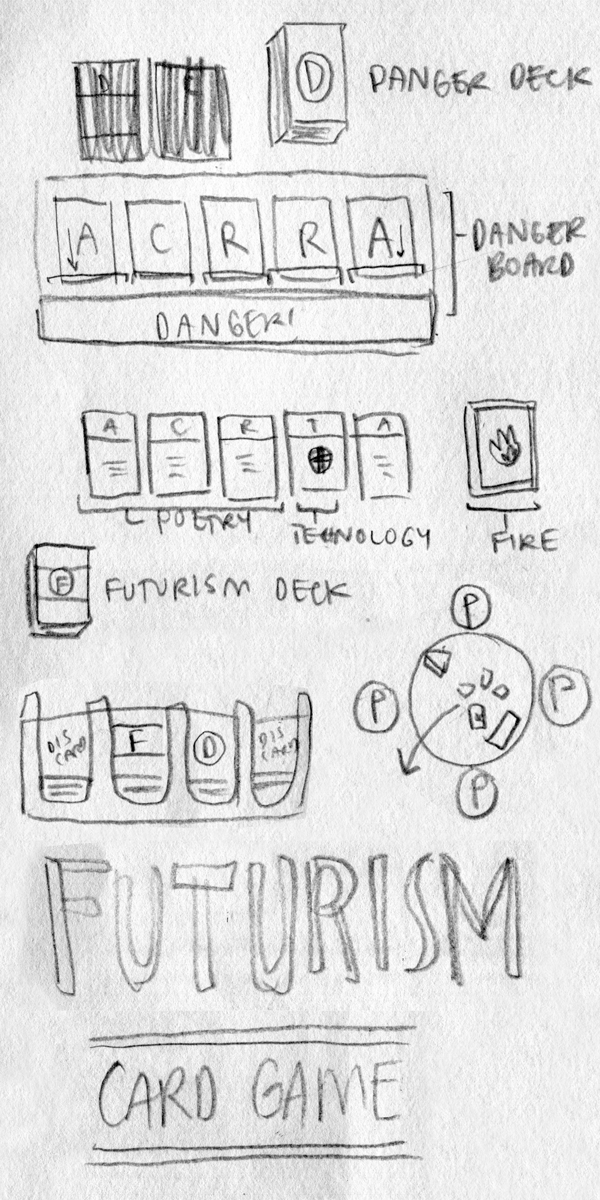 D
D DANGER DECK
A C R R A
DANGER BOARD
DANGER!
A C R T A
POETRY TECHNOLOGY FIRE
F FUTURISM DECK
P
P P
P
DISCARD F D DISCARD
FUTURISM
CARD GAME